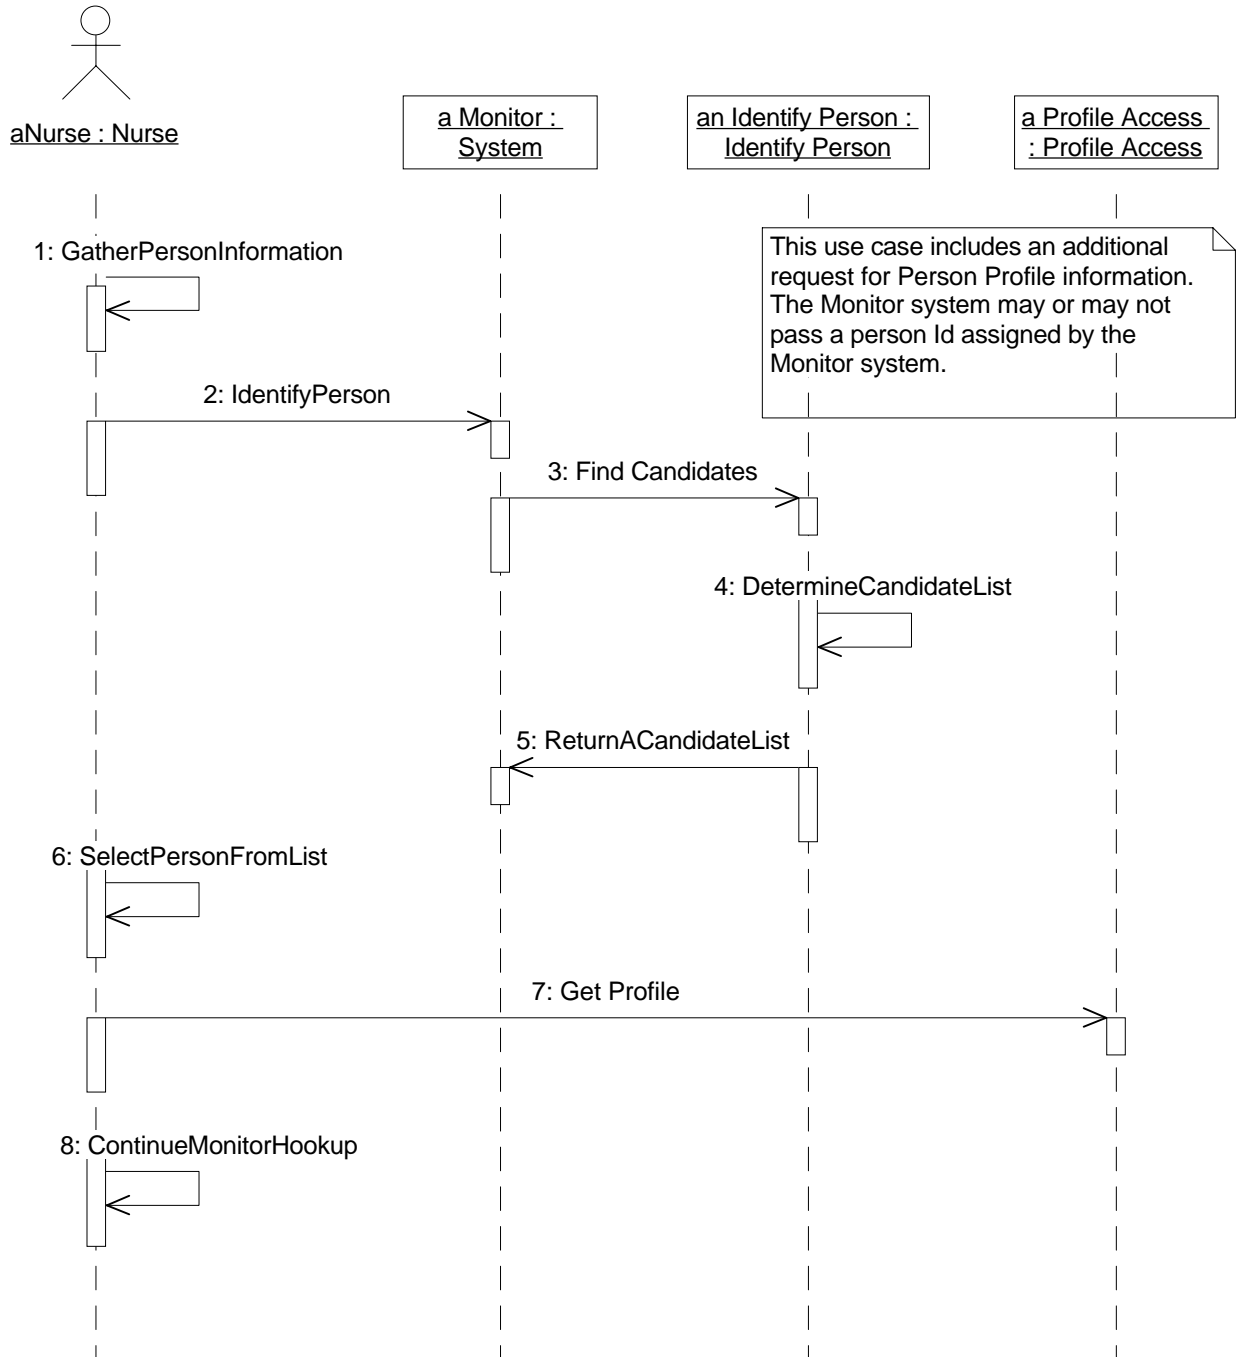 aNurse : Nurse
a Monitor :
System
an Identify Person :
Identify Person
a Profile Access
: Profile Access
1: GatherPersonInformation
This use case includes an additional
request for Person Profile information.
The Monitor system may or may not
pass a person Id assigned by the
Monitor system.
2: IdentifyPerson
3: Find Candidates
4: DetermineCandidateList
5: ReturnACandidateList
6: SelectPersonFromList
7: Get Profile
8: ContinueMonitorHookup